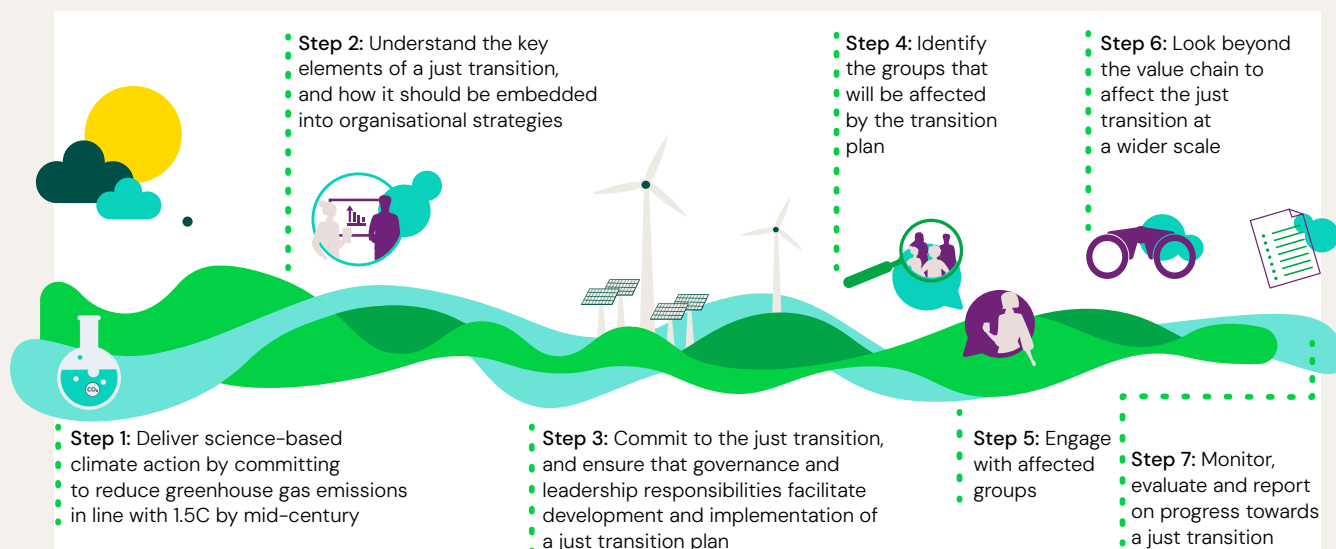 Step 2: Understand the key
elements of a just transition,
and how it should be embedded
into organisational strategies
Step 4: Identify
the groups that
will be affected
by the transition
plan
Step 6: Look beyond
the value chain to
affect the just
transition at
a wider scale
CO₂
Step 1: Deliver science-based
climate action by committing
to reduce greenhouse gas emissions
in line with 1.5C by mid-century
Step 3: Commit to the just transition,
and ensure that governance and
leadership responsibilities facilitate
development and implementation of
a just transition plan
Step 5: Engage
with affected
groups
Step 7: Monitor,
evaluate and report
on progress towards
a just transition